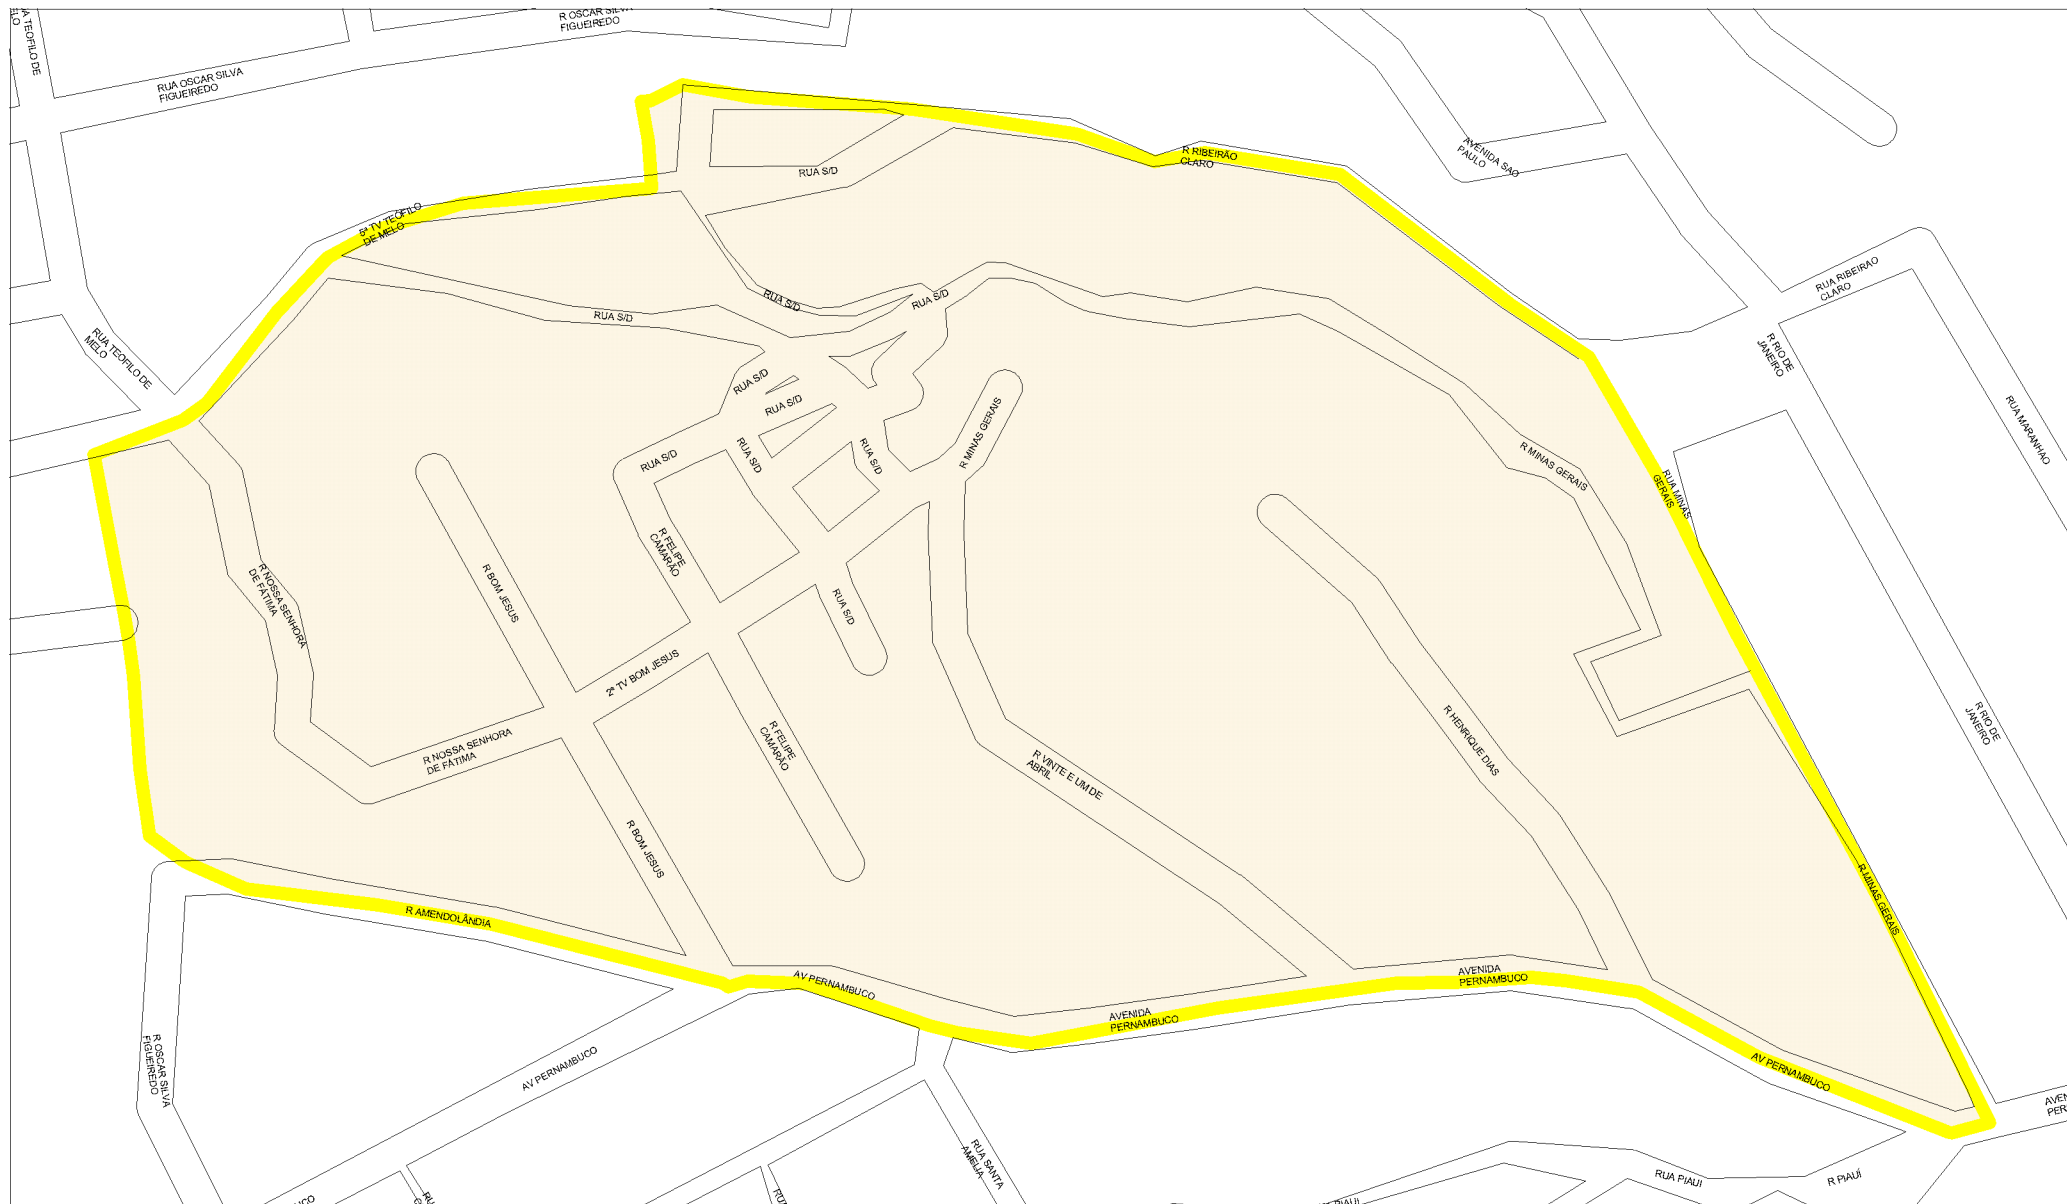 R OSCAR SILVA
FIGUEIREDO
RUA OSCAR SILVA
FIGUEIREDO
RUA S/D
R RIBEIRÃO
CLARO
AVENIDA SAO
PAULO
5ª TV TEÓFILO
DE MELO
RUA RIBEIRAO
CLARO
RUA S/D
RUA S/D
RUA S/D
RUA TEOFILO DE
MELO
R RIO DE
JANEIRO
RUA S/D
RUA S/D
RUA MARANHAO
R MINAS GERAIS
RUA S/D
RUA S/D
RUA S/D
R MINAS GERAIS
RUA MINAS
GERAIS
R FELIPE
CAMARÃO
R BOM JESUS
R NOSSA SENHORA
DE FÁTIMA
RUA S/D
2ª TV BOM JESUS
R HENRIQUE DIAS
R RIO DE
JANEIRO
R NOSSA SENHORA
DE FÁTIMA
R FELIPE
CAMARÃO
R VINTE E UM DE
ABRIL
R BOM JESUS
R MINAS GERAIS
R AMENDOLÂNDIA
AV PERNAMBUCO
AVENIDA
PERNAMBUCO
AVENIDA
PERNAMBUCO
R OSCAR SILVA
FIGUEIREDO
AV PERNAMBUCO
AV PERNAMBUCO
RUA SANTA
AMELIA
RUA PIAUI
R PIAUÍ